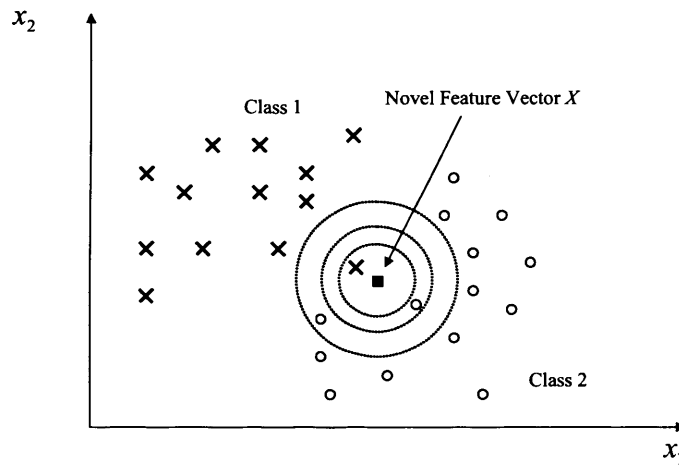 x₂
Class 1
Novel Feature Vector X
Class 2
x